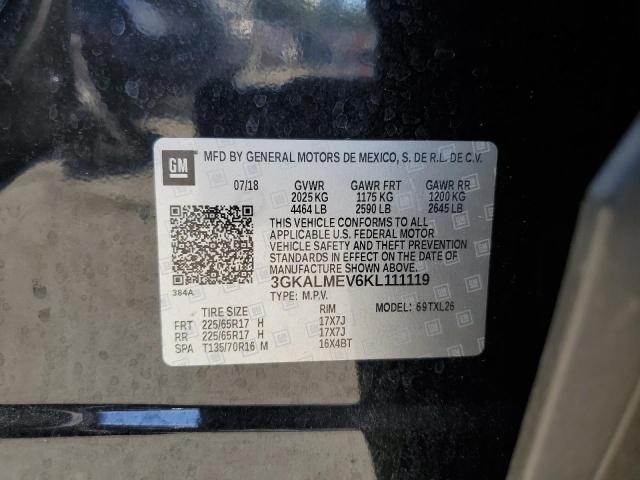 GM
MFD BY GENERAL MOTORS DE MEXICO, S. DE R.L. DE C.V.
07/18 GVWR GAWR FRT GAWR RR
2025 KG 1175 KG 1200 KG
4464 LB 2590 LB 2645 LB
THIS VEHICLE CONFORMS TO ALL
APPLICABLE U.S. FEDERAL MOTOR
VEHICLE SAFETY AND THEFT PREVENTION
STANDARDS IN EFFECT ON THE DATE
OF MANUFACTURE SHOWN ABOVE.
3GKALMEV6KL111119
384A TYPE: M.P.V.
TIRE SIZE RIM MODEL: 69TXL26
FRT 225/65R17 H 17X7J
RR 225/65R17 H 17X7J
SPA T135/70R16 M 16X4BT